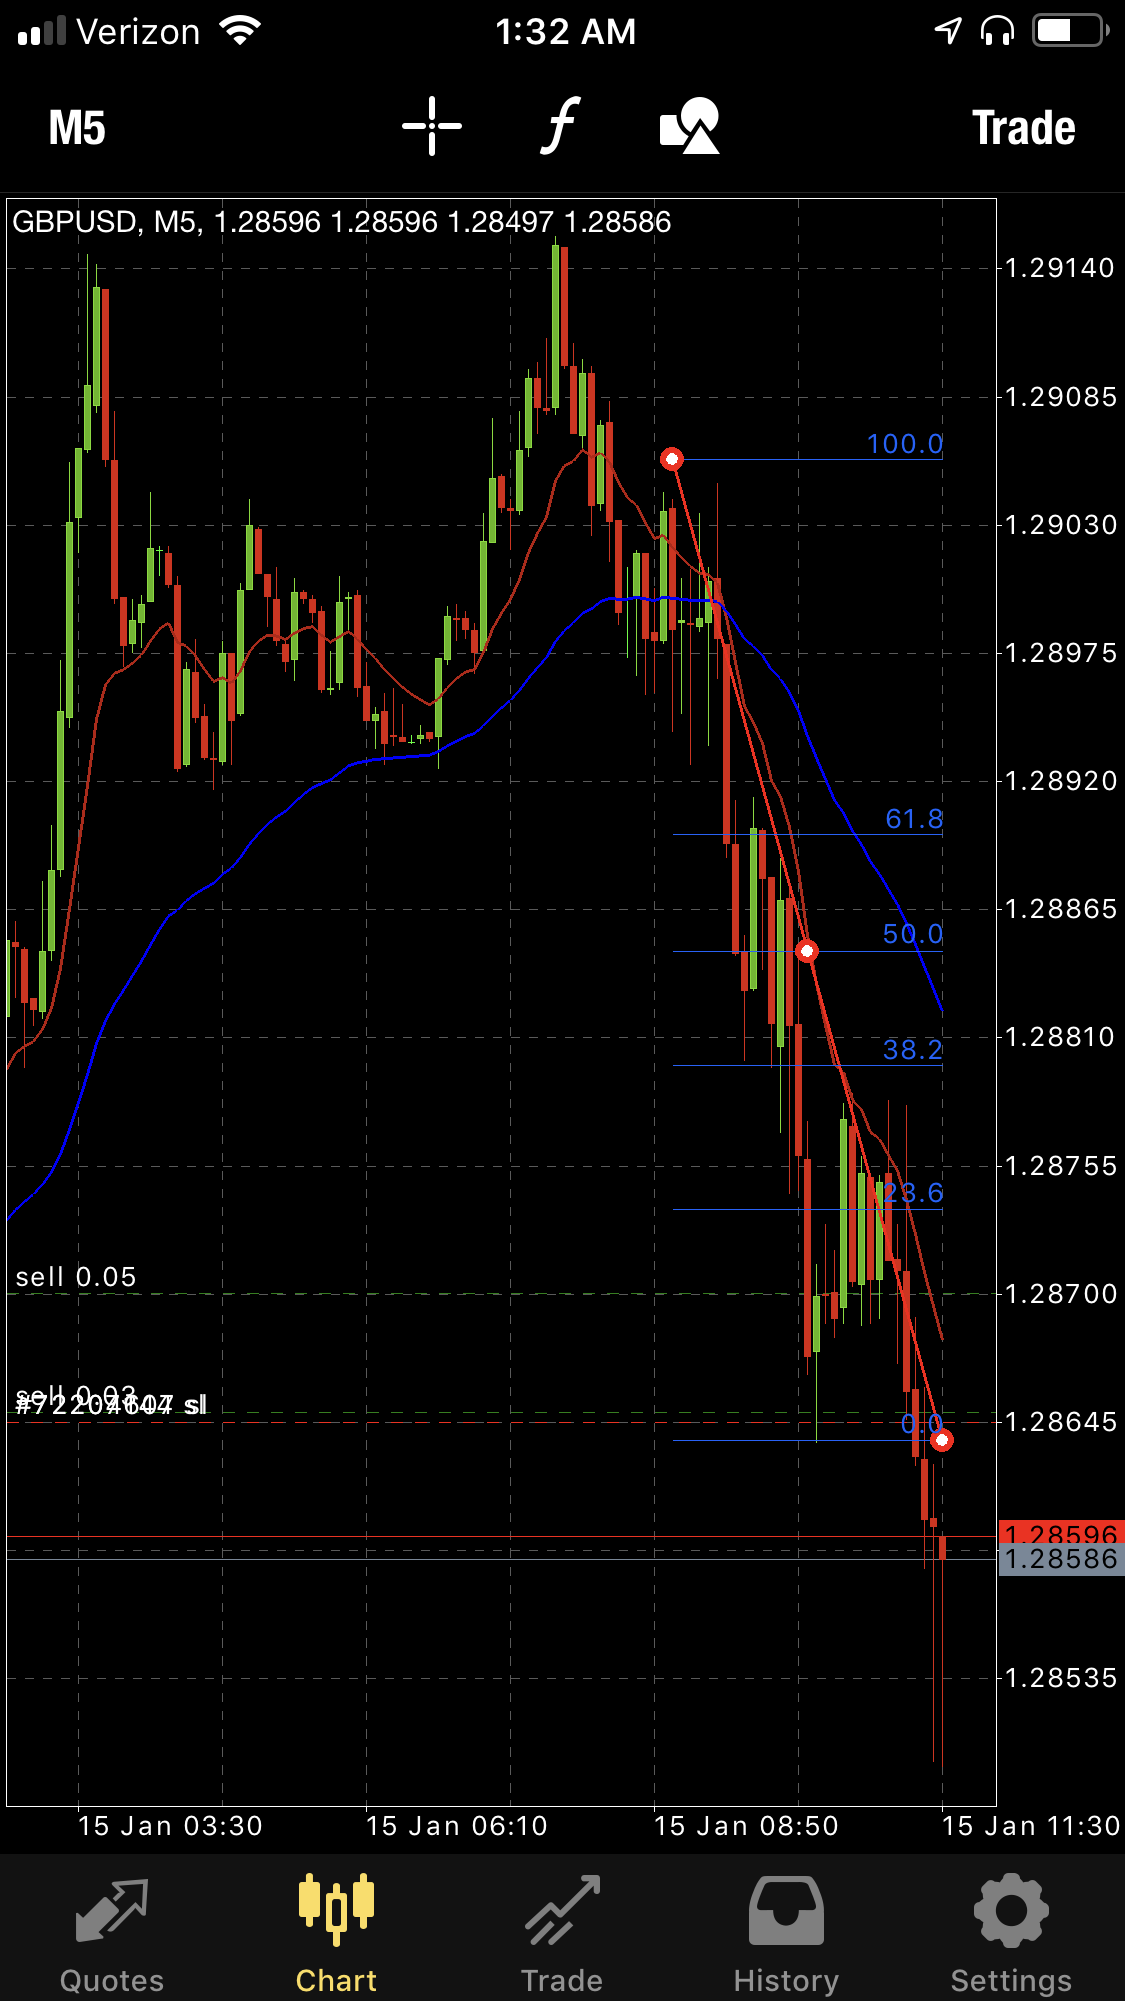 Verizon 1:32 AM
M5 f Trade
GBPUSD, M5, 1.28596 1.28596 1.28497 1.28586
1.29140
1.29085
100.0
1.29030
1.28975
1.28920
61.8
1.28865
50.0
1.28810
38.2
1.28755
23.6
sell 0.05
1.28700
sell 0.03
sl
1.28645
0.0
1.28596
1.28586
1.28535
15 Jan 03:30 15 Jan 06:10 15 Jan 08:50 15 Jan 11:30
Quotes Chart Trade History Settings